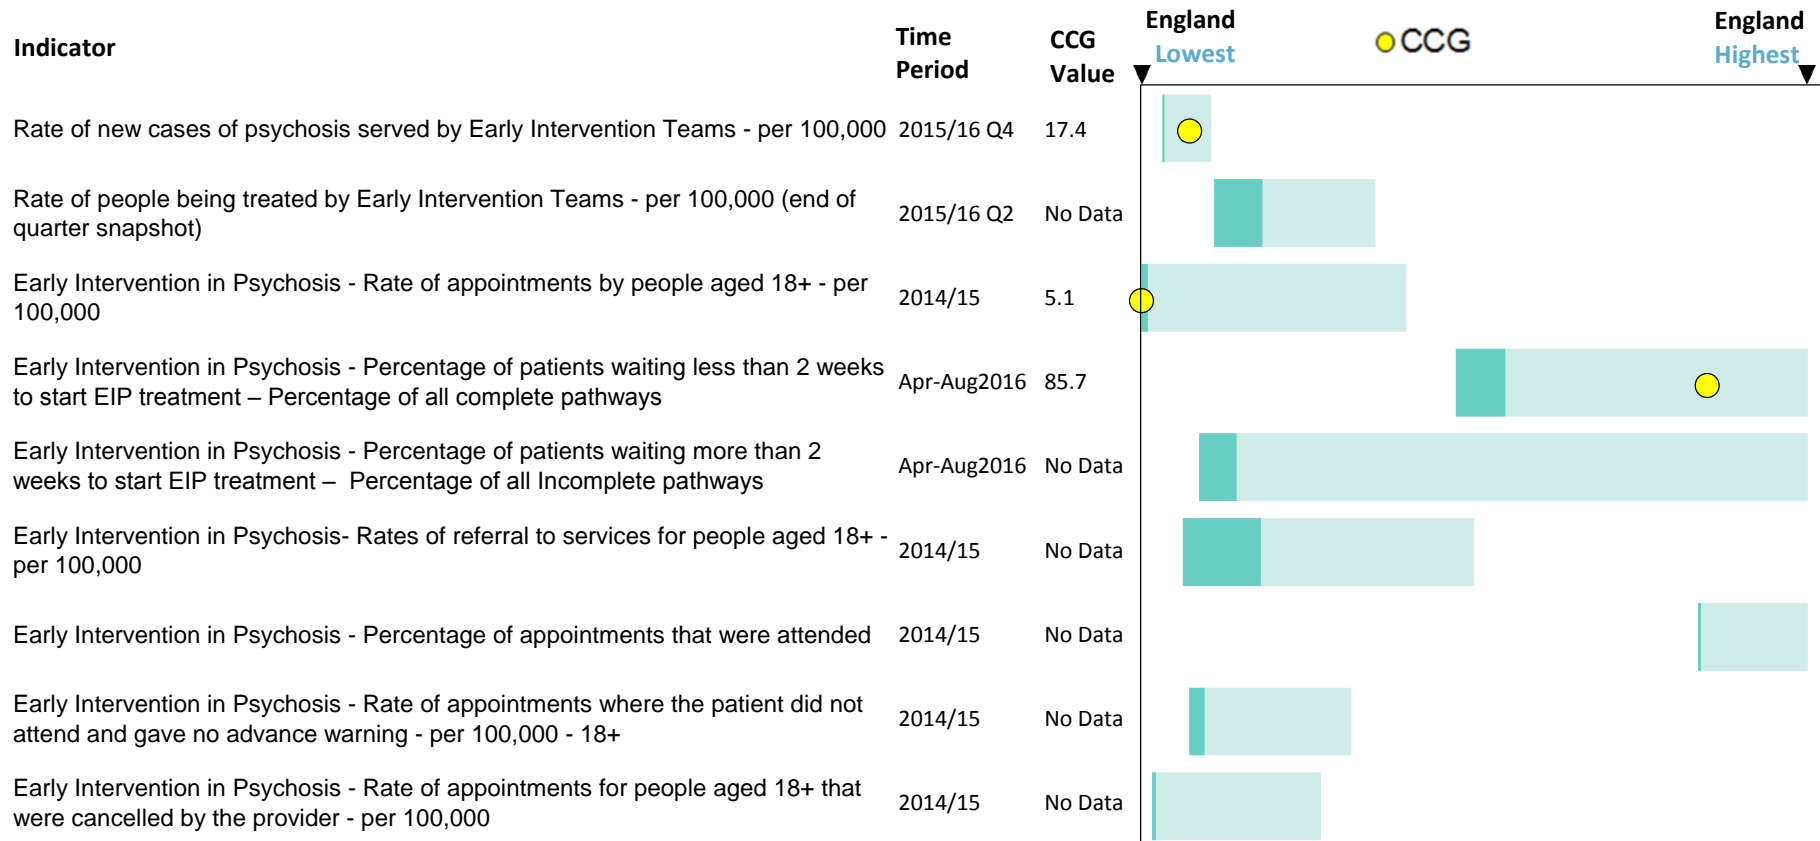 Indicator
Time Period
CCG Value
England Lowest
CCG
England Highest
Rate of new cases of psychosis served by Early Intervention Teams - per 100,000 2015/16 Q4 17.4
Rate of people being treated by Early Intervention Teams - per 100,000 (end of
quarter snapshot)
2015/16 Q2 No Data
Early Intervention in Psychosis - Rate of appointments by people aged 18+ - per
100,000
2014/15 5.1
Early Intervention in Psychosis - Percentage of patients waiting less than 2 weeks
to start EIP treatment – Percentage of all complete pathways
Apr-Aug2016 85.7
Early Intervention in Psychosis - Percentage of patients waiting more than 2
weeks to start EIP treatment – Percentage of all Incomplete pathways
Apr-Aug2016 No Data
Early Intervention in Psychosis- Rates of referral to services for people aged 18+ -
per 100,000
2014/15 No Data
Early Intervention in Psychosis - Percentage of appointments that were attended 2014/15 No Data
Early Intervention in Psychosis - Rate of appointments where the patient did not
attend and gave no advance warning - per 100,000 - 18+
2014/15 No Data
Early Intervention in Psychosis - Rate of appointments for people aged 18+ that
were cancelled by the provider - per 100,000
2014/15 No Data